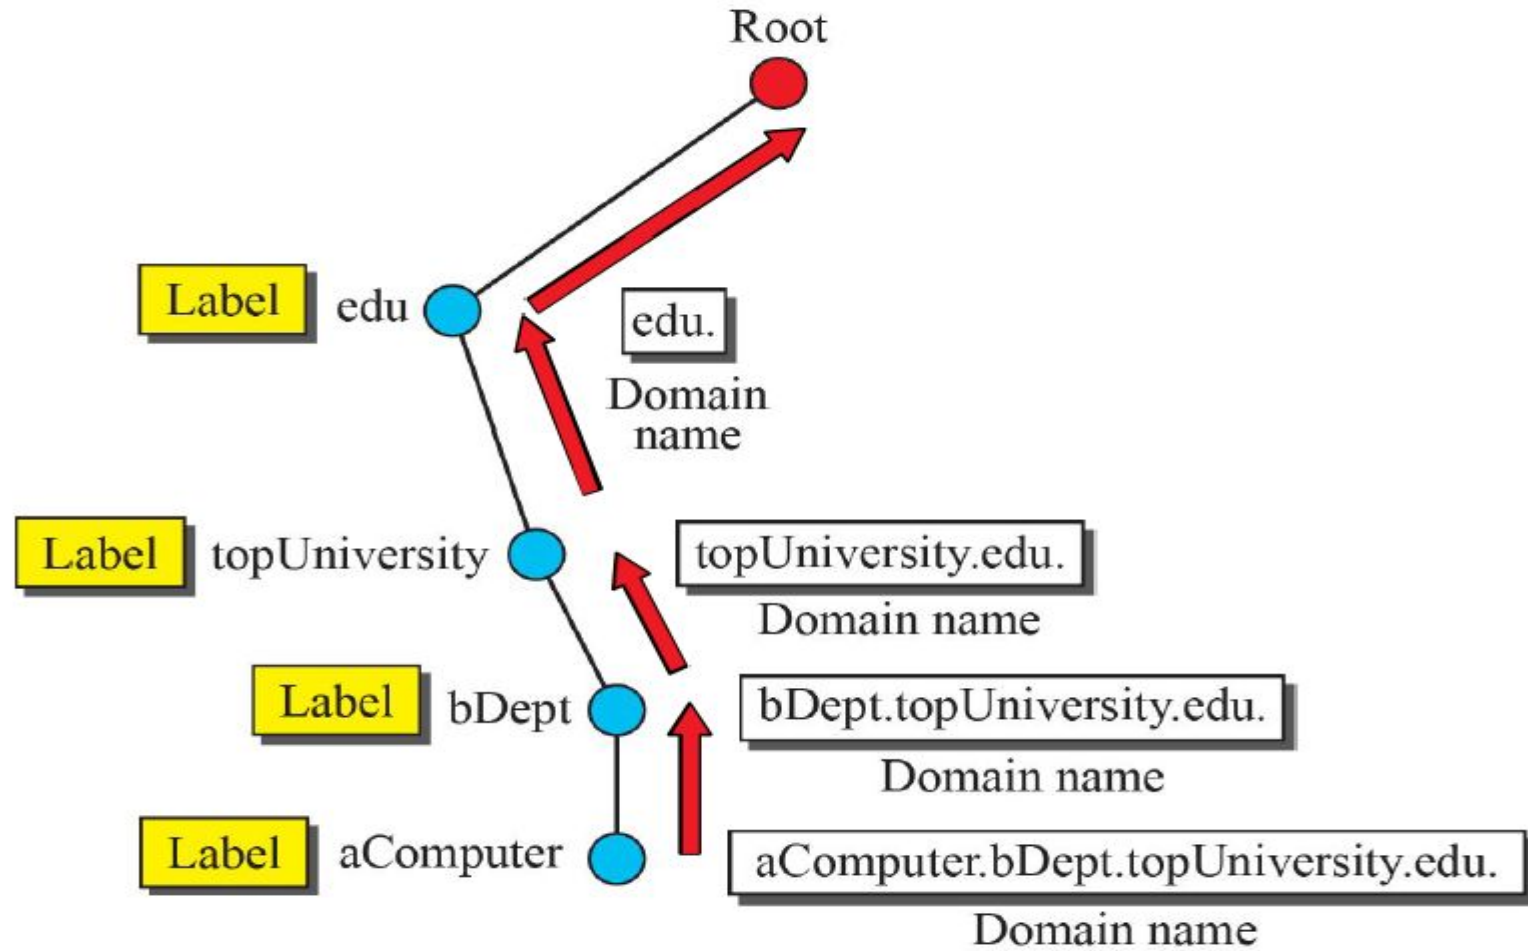 Root
Label
edu
edu.
Domain
name
Label
topUniversity
topUniversity.edu.
Domain name
Label
bDept
bDept.topUniversity.edu.
Domain name
Label
aComputer
aComputer.bDept.topUniversity.edu.
Domain name